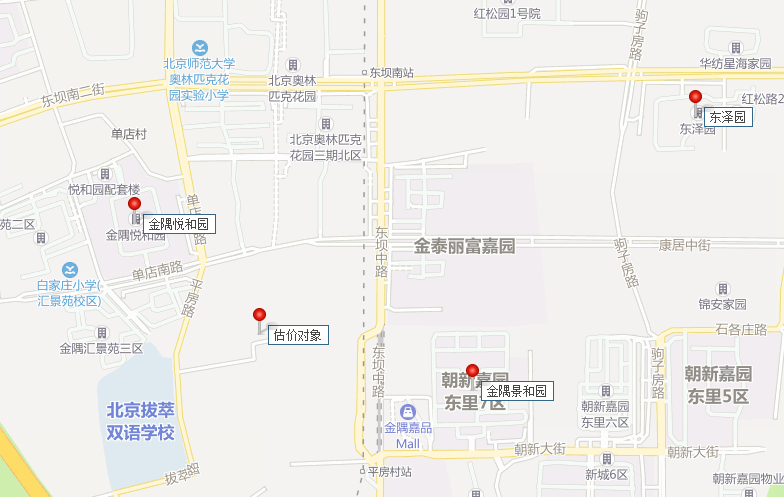 红松园1号院
驹子房路
北京师范大学
奥林匹克花
园实验小学
北京奥林
匹克花园
东坝南站
华纺星海家园
东坝南二街
红松路2
东泽园
东泽园
单店村
北京奥林匹克
花园三期北区
悦和园配套楼
单店路
金隅悦和园
金隅悦和园
苑二区
东坝中路
金泰丽富嘉园
康居中街
驹子房路
白家庄小学(
汇景苑校区)
单店南路
平房路
锦安家园
估价对象
石各庄路
金隅汇景苑三区
东坝中路
驹子房路
朝新嘉园
东里7区
金隅景和园
朝新嘉园
东里5区
北京拔萃
双语学校
朝新嘉园
东里六区
金隅嘉品
Mall
朝新大街
朝新大街
拔萃路
平房村站
新城6区
朝新嘉园物业